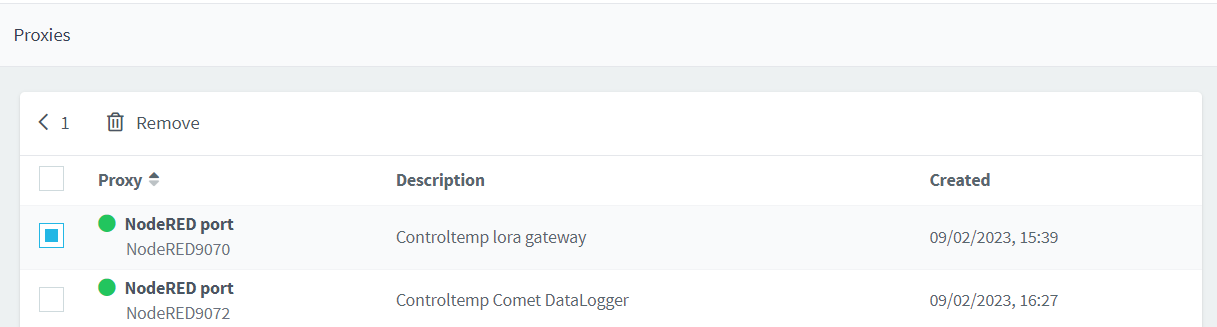 Proxies
1 Remove
Proxy Description Created
NodeRED port
NodeRED9070 Controltemp lora gateway 09/02/2023, 15:39
NodeRED port
NodeRED9072 Controltemp Comet DataLogger 09/02/2023, 16:27